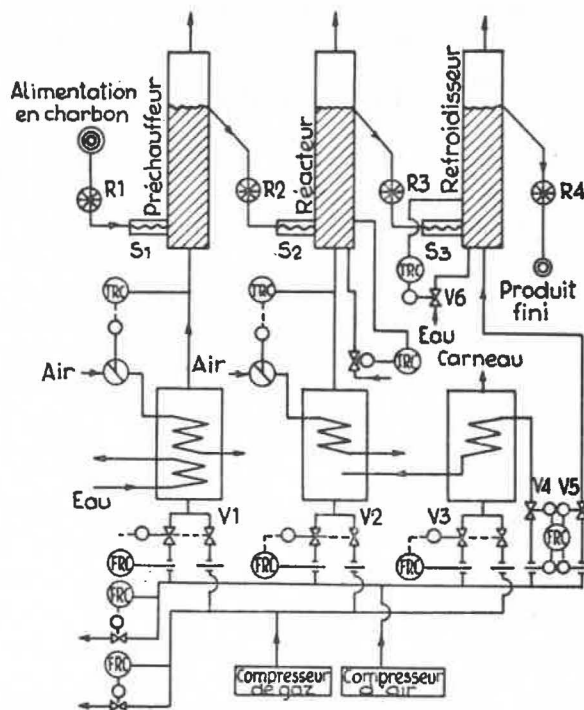 Alimentation
en charbon
R1
Préchauffeur
S1
R2
Réacteur
S2
R3
Refroidisseur
S3
R4
Produit
fini
TRC
V6
Eau
TRC
TRC
TRC
Air
Air
Carneau
Eau
V1
V2
V3
V4
V5
FRC
FRC
FRC
FRC
FRC
FRC
Compresseur
de gaz
Compresseur
d'air